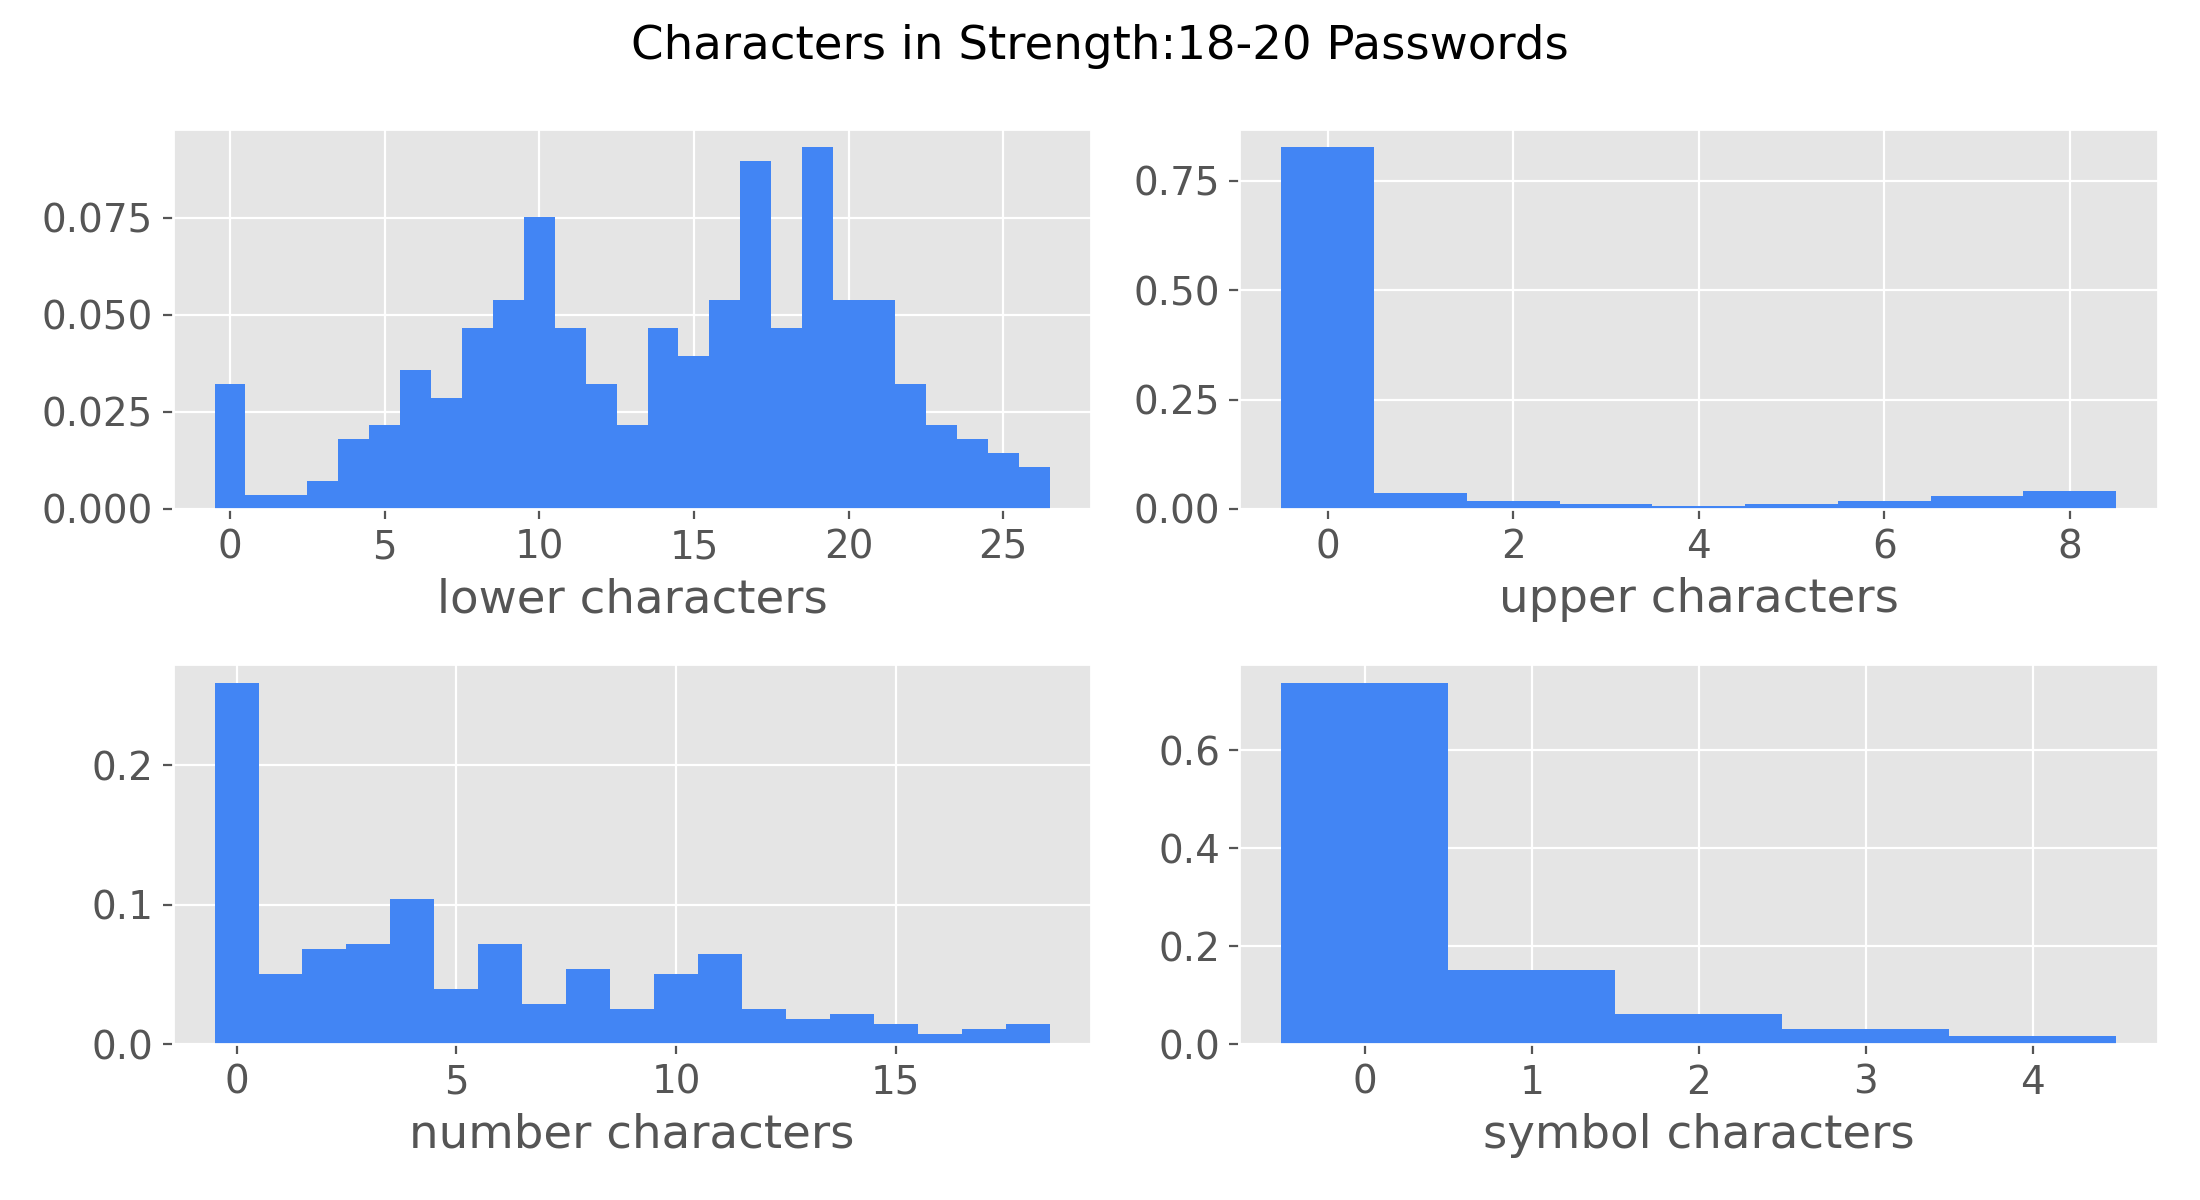 Characters in Strength:18-20 Passwords
0.075
0.050
0.025
0.000
0 5 10 15 20 25
lower characters
0.75
0.50
0.25
0.00
0 2 4 6 8
upper characters
0.2
0.1
0.0
0 5 10 15
number characters
0.6
0.4
0.2
0.0
0 1 2 3 4
symbol characters